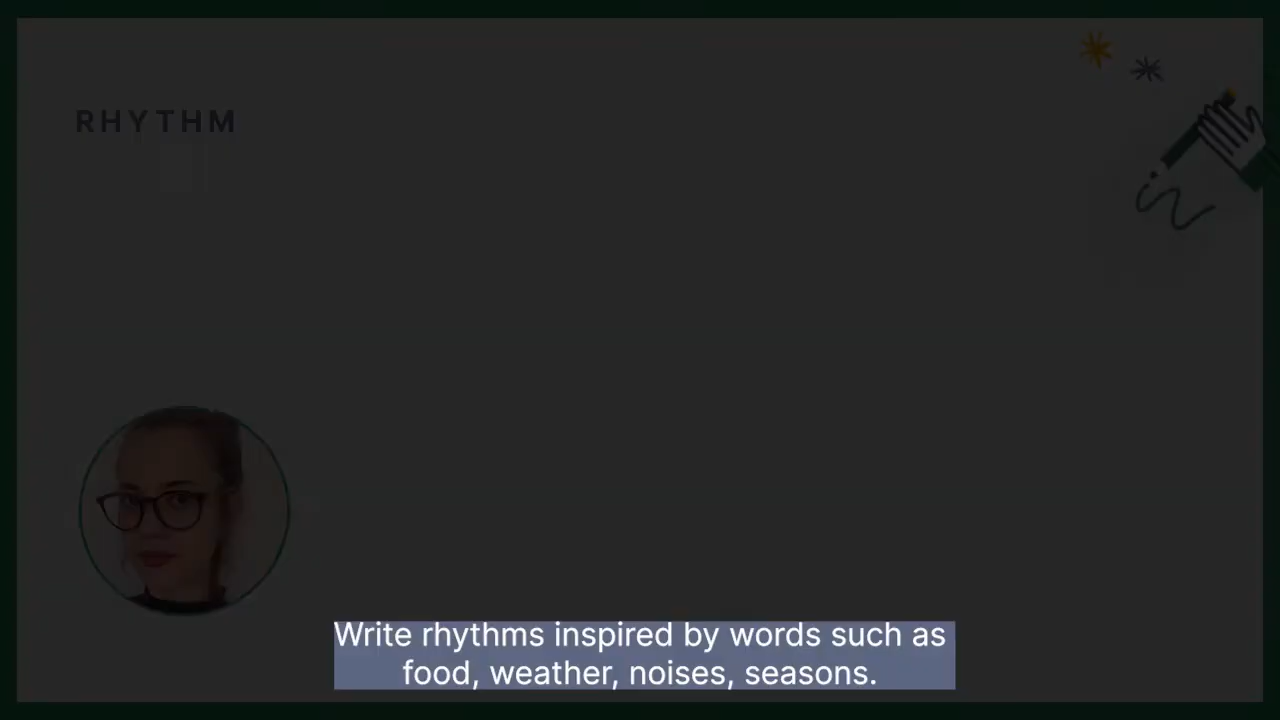 RHYTHM
Write rhythms inspired by words such as
food, weather, noises, seasons.